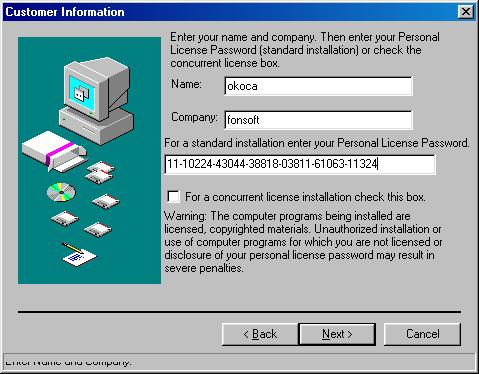 Customer Information
Enter your name and company. Then enter your Personal
License Password (standard installation) or check the
concurrent license box.
Name: okoca
Company: fonsoft
For a standard installation enter your Personal License Password.
11-10224-43044-38818-03811-61063-11324
For a concurrent license installation check this box.
Warning: The computer programs being installed are
licensed, copyrighted materials. Unauthorized installation or
use of computer programs for which you are not licensed or
disclosure of your personal license password may result in
severe penalties.
< Back Next > Cancel
Enter Name and Company.